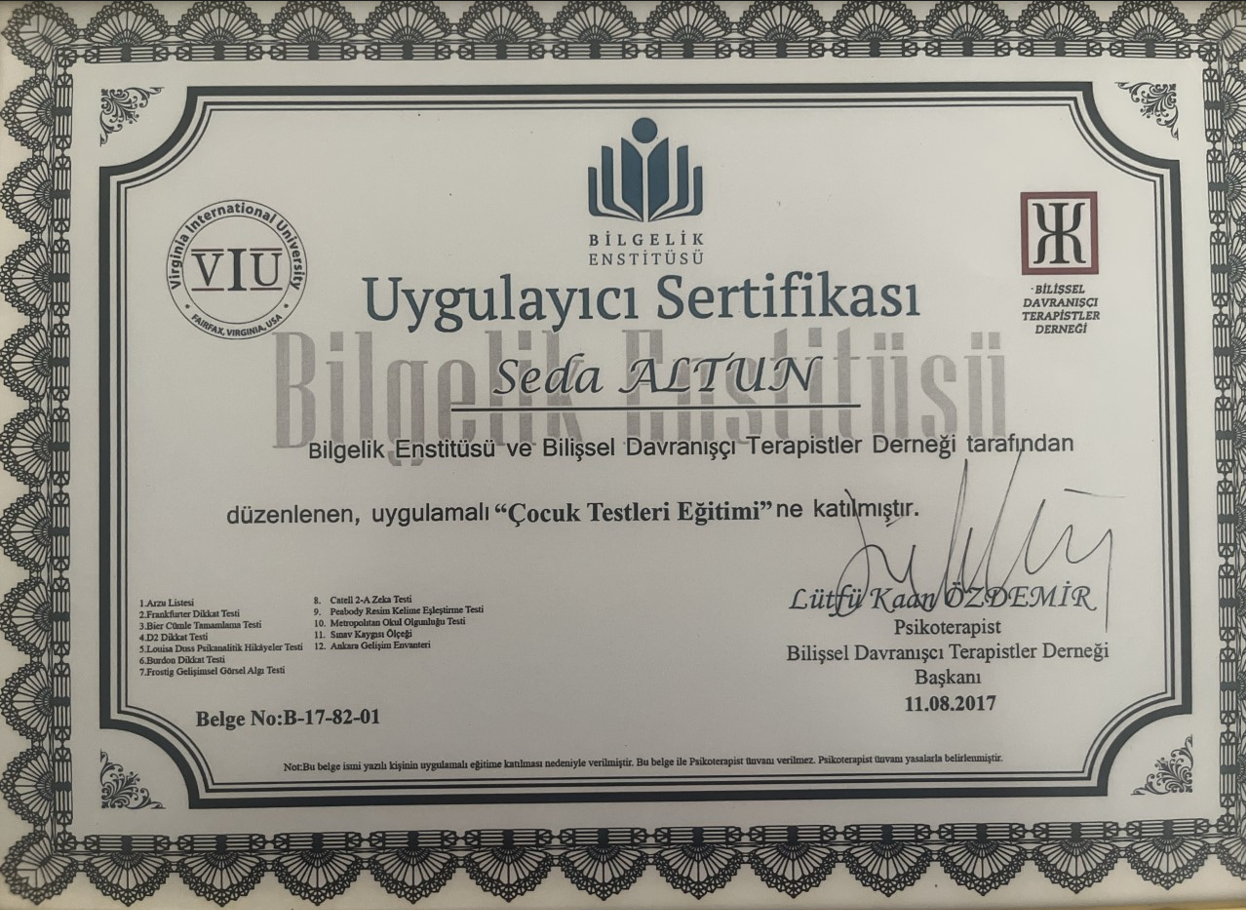 BİLGELİK
ENSTİTÜSÜ
Virginia International University
VIU
FAIRFAX, VIRGINIA, USA
BİLİŞSEL
DAVRANIŞÇI
TERAPİSTLER
DERNEĞİ
Uygulayıcı Sertifikası
Bilgelik Enstitüsü
Seda ALTUN
Bilgelik Enstitüsü ve Bilişsel Davranışçı Terapistler Derneği tarafından
düzenlenen, uygulamalı “Çocuk Testleri Eğitimi” ne katılmıştır.
1.Arzu Listesi
2.Frankfurter Dikkat Testi
3.Bier Cümle Tamamlama Testi
4.D2 Dikkat Testi
5.Louisa Duss Psikanalitik Hikâyeler Testi
6.Burdon Dikkat Testi
7.Frostig Gelişimsel Görsel Algı Testi
8. Catell 2-A Zeka Testi
9. Peabody Resim Kelime Eşleştirme Testi
10. Metropolitan Okul Olgunluğu Testi
11. Sınav Kaygısı Ölçeği
12. Ankara Gelişim Envanteri
Lütfü Kaan ÖZDEMİR
Psikoterapist
Bilişsel Davranışcı Terapistler Derneği
Başkanı
11.08.2017
Belge No:B-17-82-01
Not:Bu belge ismi yazılı kişinin uygulamalı eğitime katılması nedeniyle verilmiştir. Bu belge ile Psikoterapist ünvanı verilmez. Psikoterapist ünvanı yasalarla belirlenmiştir.